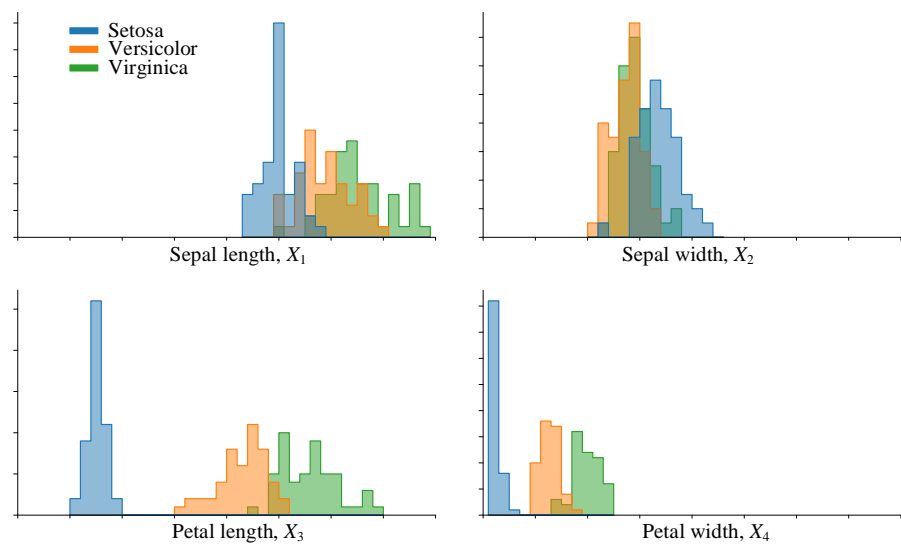 Setosa
Versicolor
Virginica
Sepal length, X₁
Sepal width, X₂
Petal length, X₃
Petal width, X₄